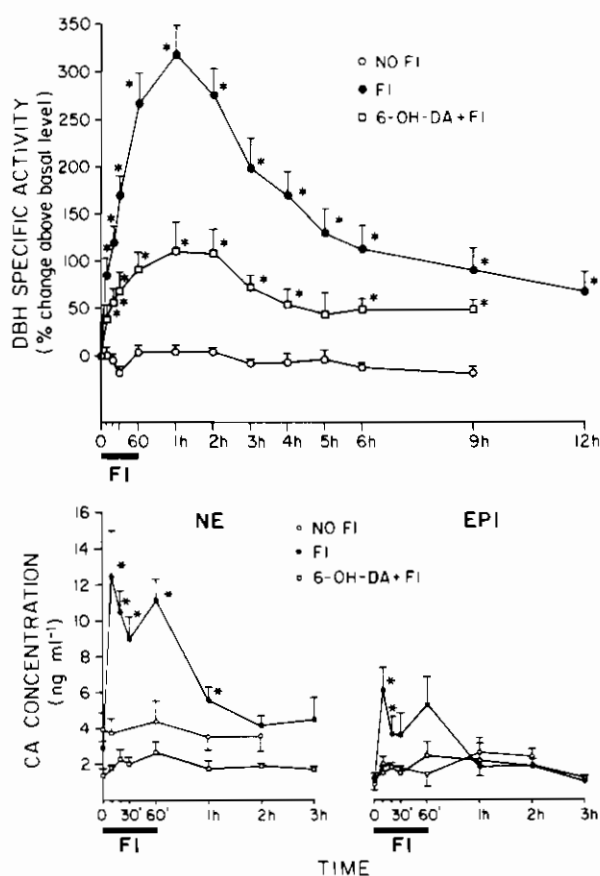 DBH SPECIFIC ACTIVITY
(% change above basal level)
350
300
250
200
150
100
50
0
○ NO FI
● FI
□ 6-OH-DA + FI
* * * * * * * * * * * *
* * * * * * * * * *
0 60 1h 2h 3h 4h 5h 6h 9h 12h
FI
NE
EPI
○ NO FI
● FI
□ 6-OH-DA + FI
CA CONCENTRATION
(ng ml⁻¹)
16
14
12
10
8
6
4
2
* * * * *
* *
0 30' 60' 1h 2h 3h
FI
0 30' 60' 1h 2h 3h
FI
TIME